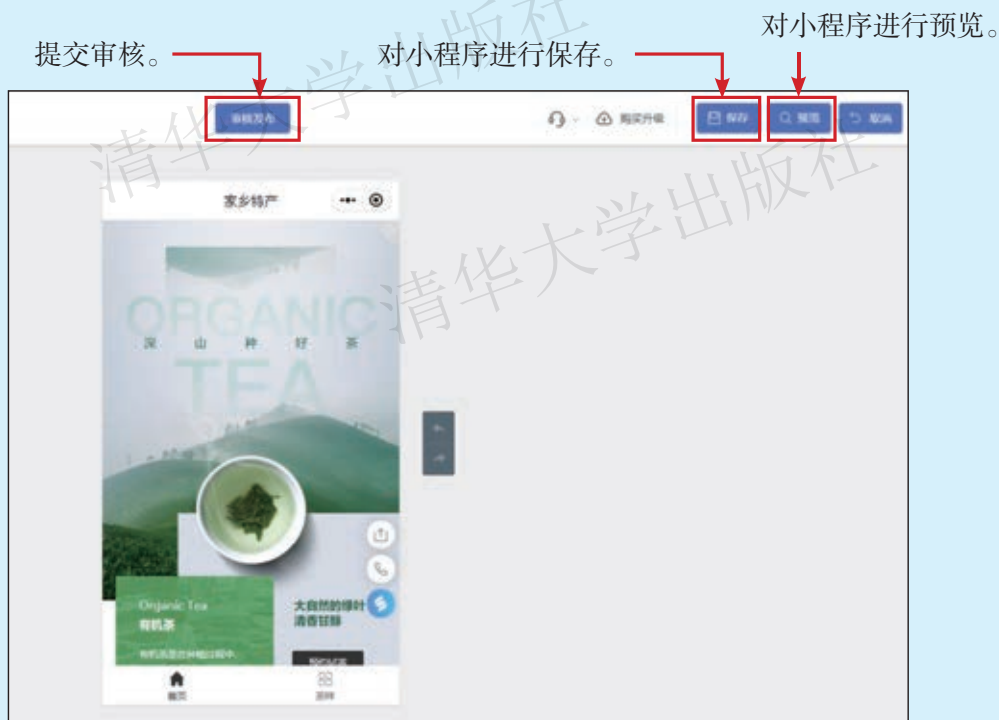 对小程序进行预览。
提交审核。
对小程序进行保存。
审核发布
购买升级
保存
预览
取消
清华大学出版社
家乡特产
清华大学出版社
ORGANIC
深山种好茶
TEA
Organic Tea
有机茶
大自然的绿叶
清香甘醇
首页